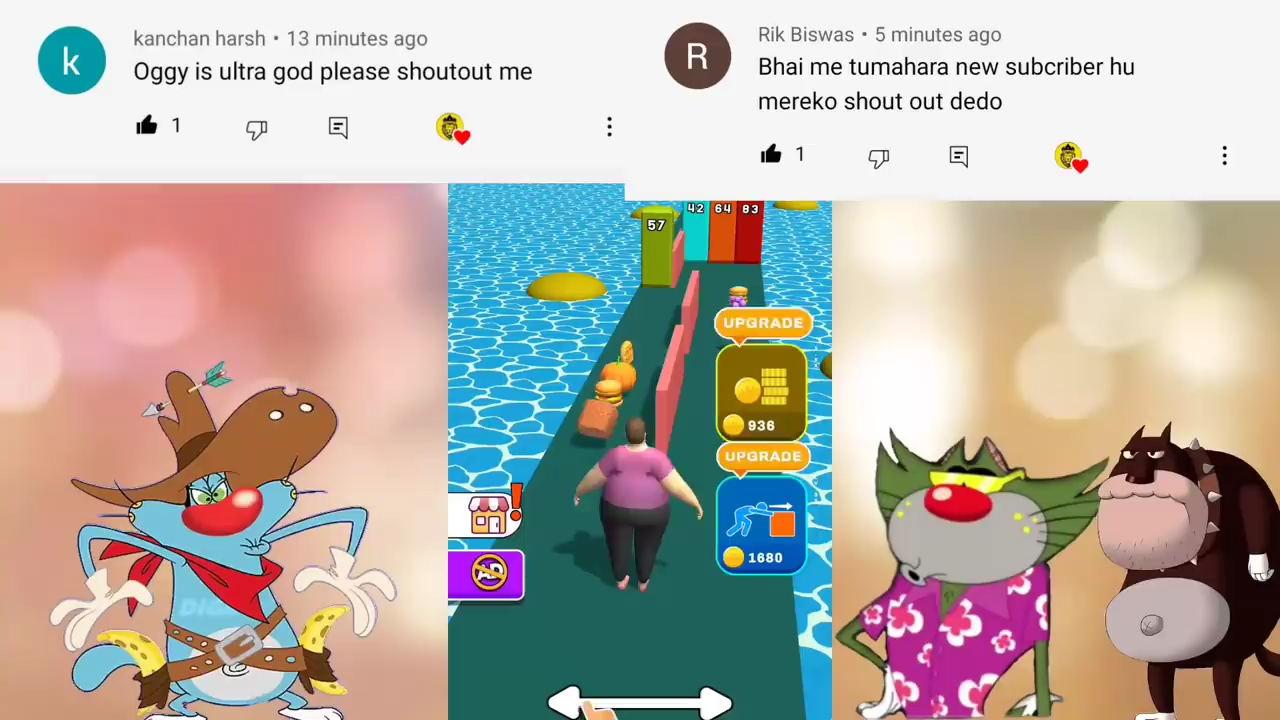 k
kanchan harsh • 13 minutes ago
Oggy is ultra god please shoutout me
1
R
Rik Biswas • 5 minutes ago
Bhai me tumahara new subcriber hu
mereko shout out dedo
1
57
42 64 83
UPGRADE
936
UPGRADE
1680
AD